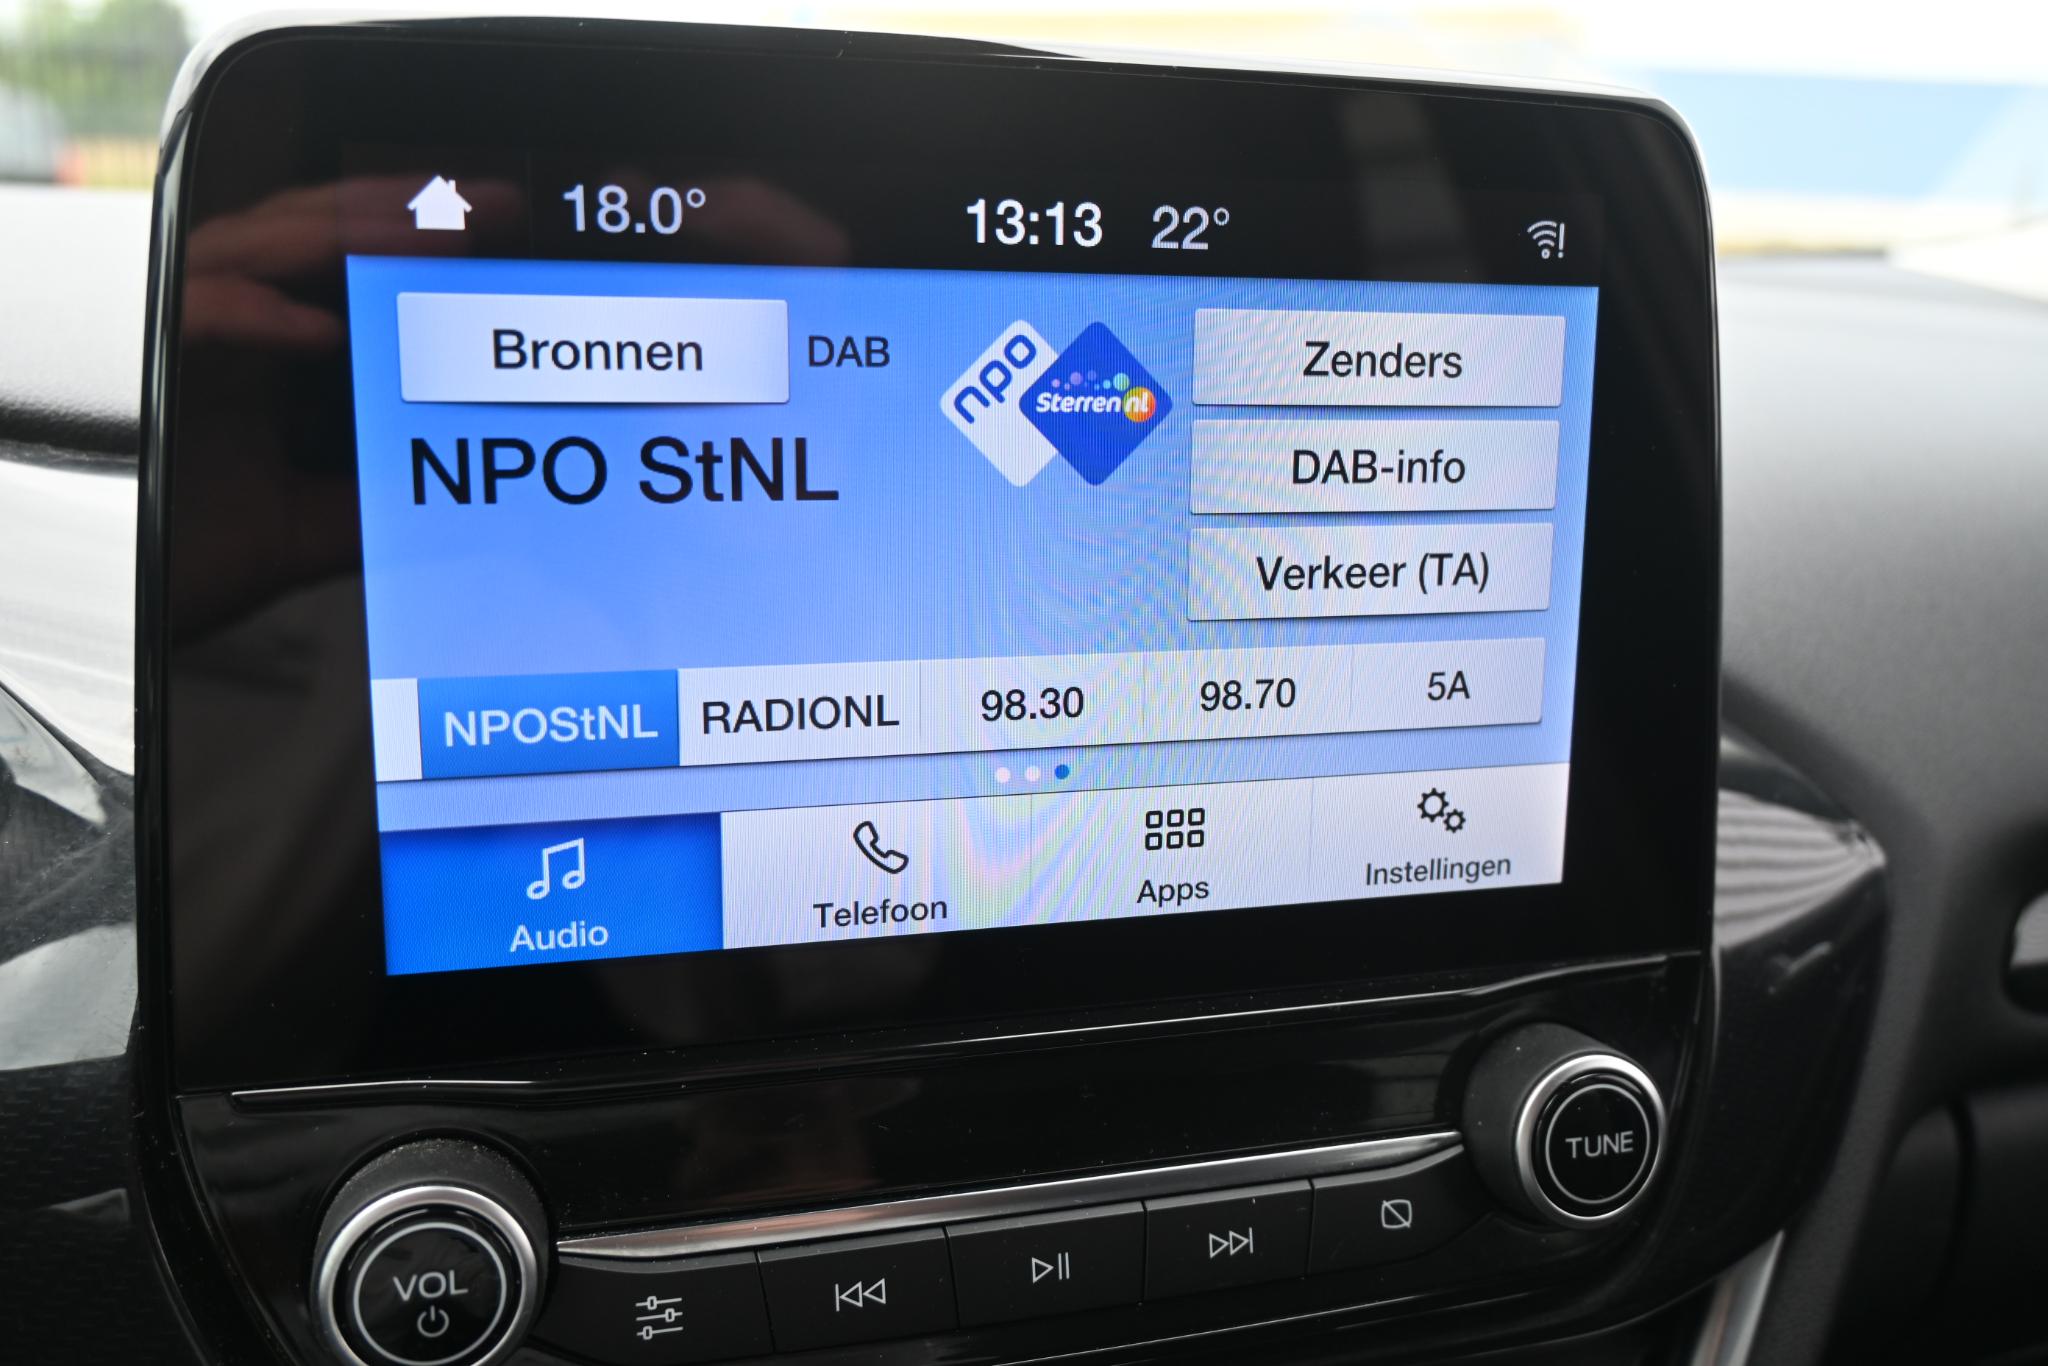 18.0°
13:13 22°
Bronnen DAB
npo
Sterren nl
Zenders
NPO StNL
DAB-info
Verkeer (TA)
NPOStNL RADIONL 98.30 98.70 5A
Audio Telefoon Apps Instellingen
VOL
TUNE